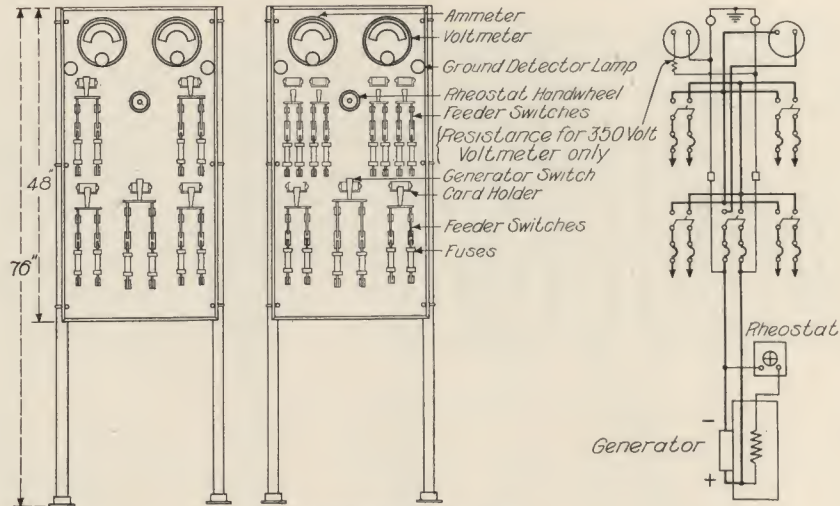 Ammeter
Voltmeter
Ground Detector Lamp
Rheostat Handwheel
Feeder Switches
(Resistance for 350 Volt
Voltmeter only
Generator Switch
Card Holder
Feeder Switches
Fuses
48"
76"
Rheostat
Generator
-
+